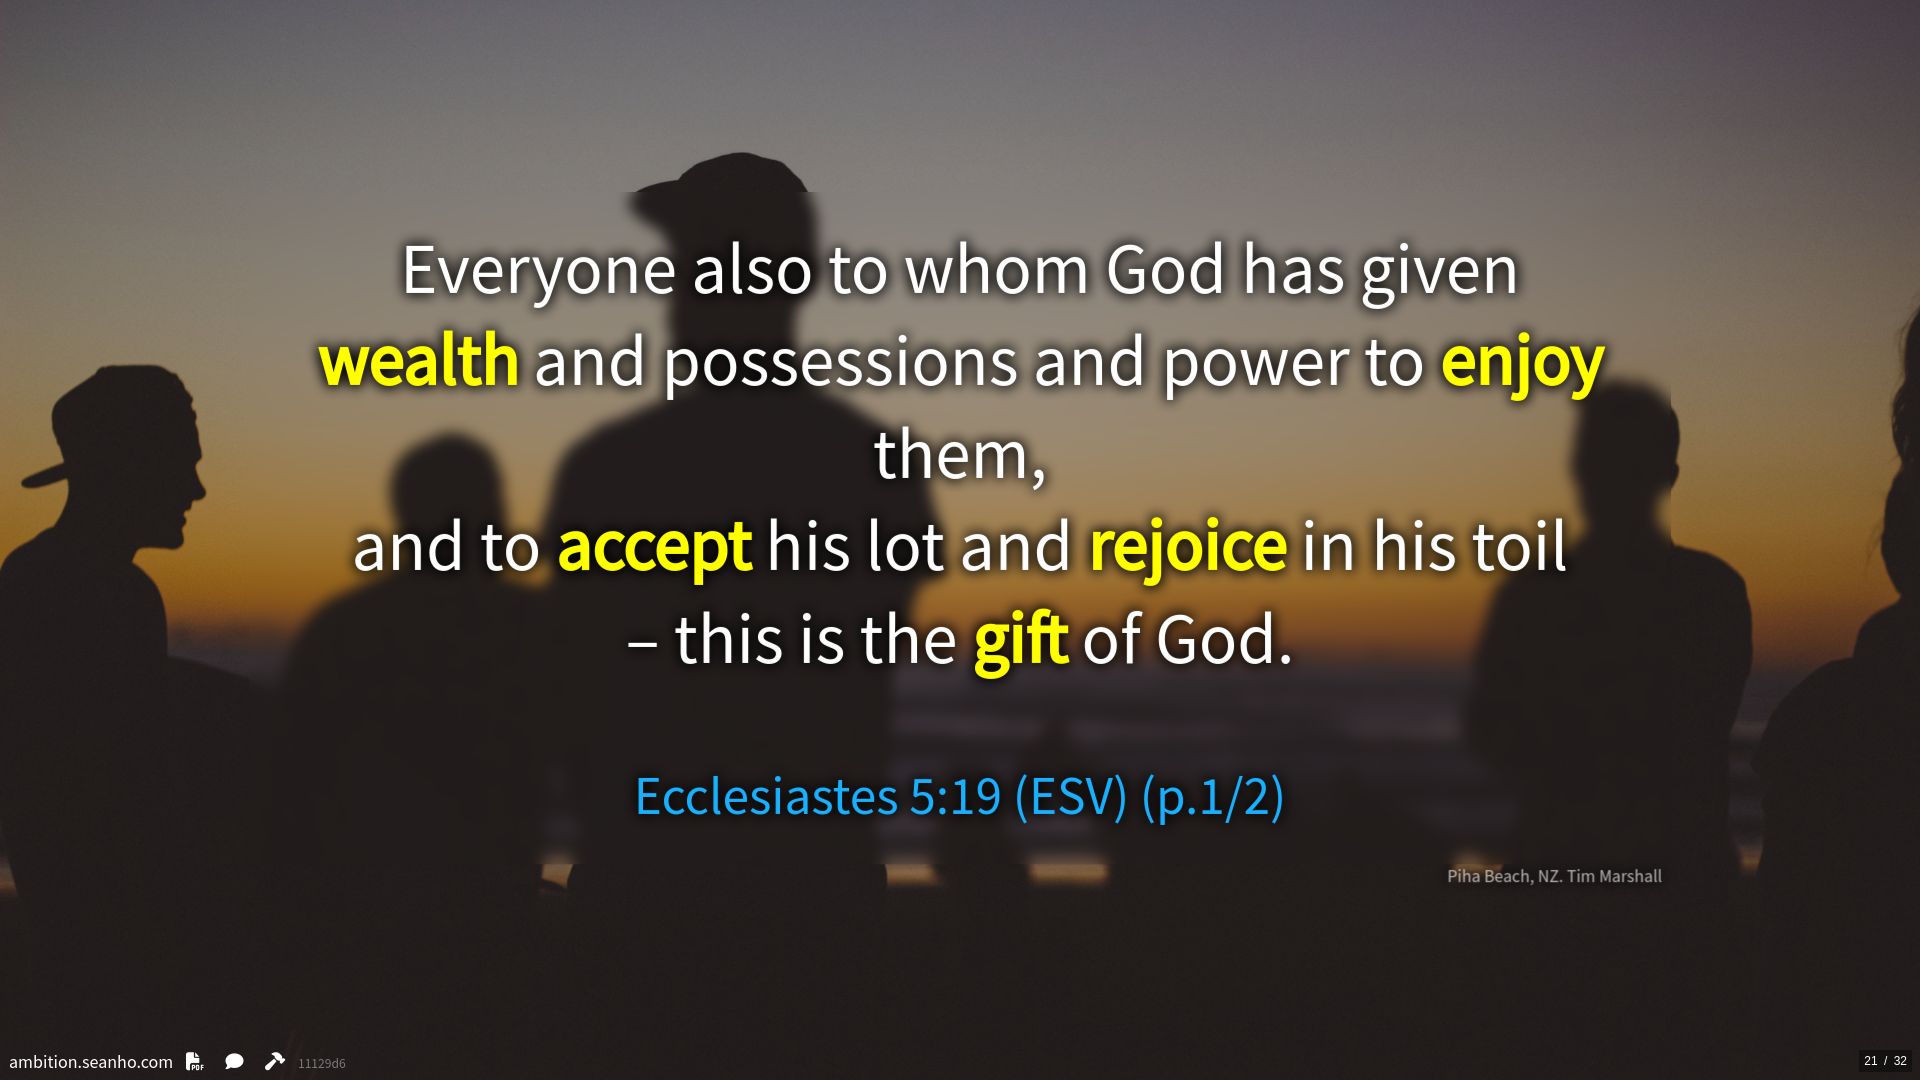 Everyone also to whom God has given
wealth and possessions and power to enjoy
them,
and to accept his lot and rejoice in his toil
– this is the gift of God.
Ecclesiastes 5:19 (ESV) (p.1/2)
Piha Beach, NZ. Tim Marshall
ambition.seanho.com PDF 11129d6
21 / 32